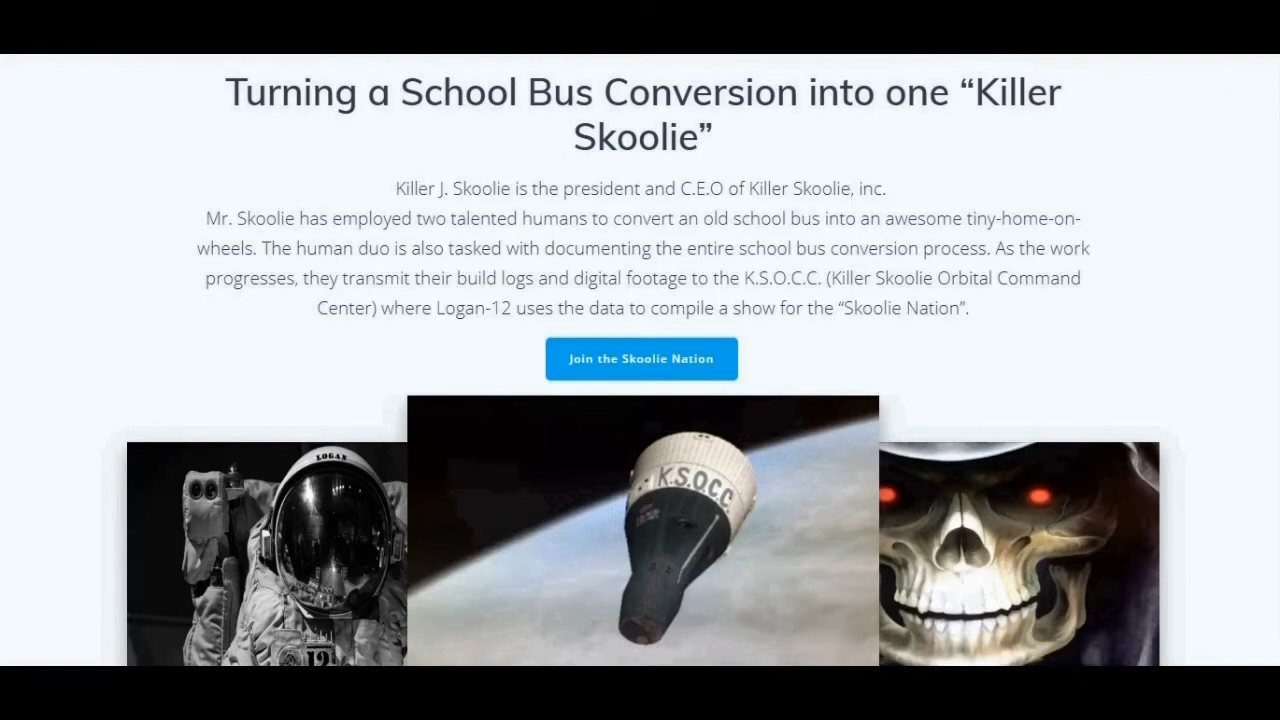 Turning a School Bus Conversion into one “Killer
Skoolie”
Killer J. Skoolie is the president and C.E.O of Killer Skoolie, inc.
Mr. Skoolie has employed two talented humans to convert an old school bus into an awesome tiny-home-on-
wheels. The human duo is also tasked with documenting the entire school bus conversion process. As the work
progresses, they transmit their build logs and digital footage to the K.S.O.C.C. (Killer Skoolie Orbital Command
Center) where Logan-12 uses the data to compile a show for the “Skoolie Nation”.
Join the Skoolie Nation
LOGAN
K.S.O.C.C.
12